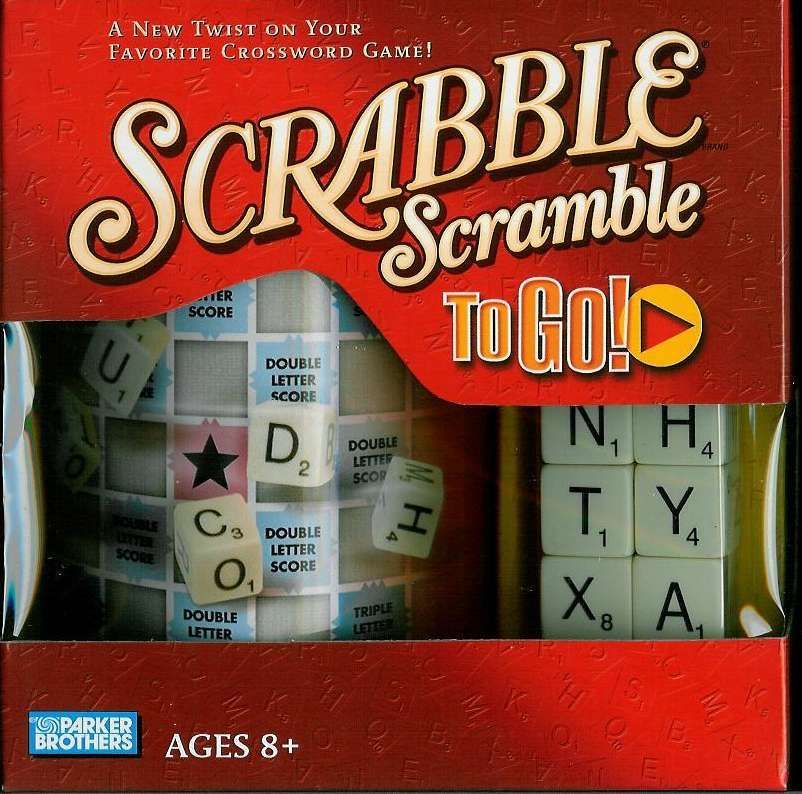 A New Twist on Your
Favorite Crossword Game!
SCRABBLE
BRAND
Scramble
To GO!
SCORE
DOUBLE
LETTER
SCORE
U1
D2
DOUBLE
LETTER
C3
O1
H4
M
DOUBLE
LETTER
SCORE
DOUBLE
LETTER
SCORE
DOUBLE
LETTER
TRIPLE
LETTER
N1 H4
T1 Y4
X8 A1
PARKER
BROTHERS
AGES 8+